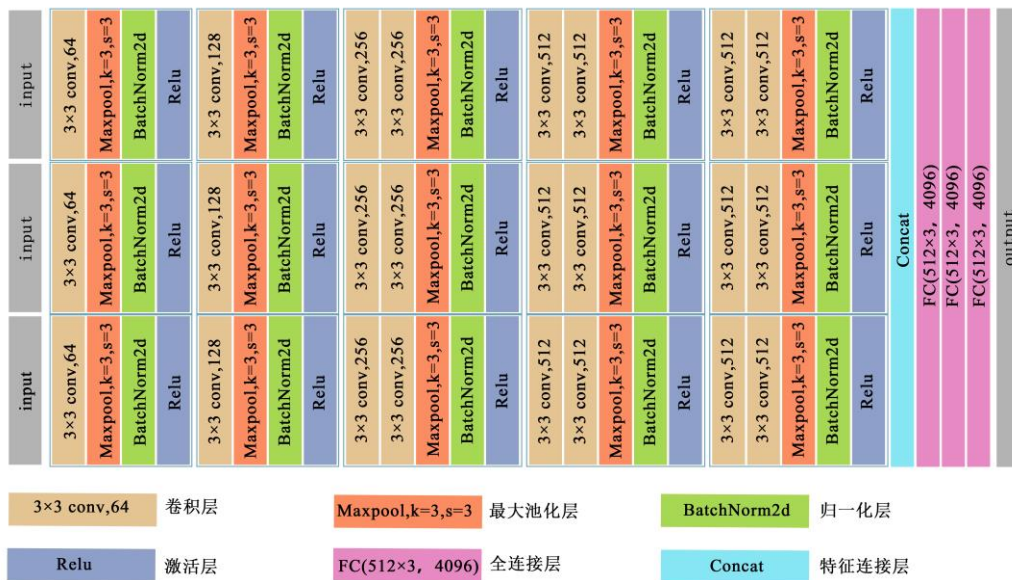 input
3×3 conv,64
Maxpool,k=3,s=3
BatchNorm2d
Relu
3×3 conv,128
Maxpool,k=3,s=3
BatchNorm2d
Relu
3×3 conv,256
3×3 conv,256
Maxpool,k=3,s=3
BatchNorm2d
Relu
3×3 conv,512
3×3 conv,512
Maxpool,k=3,s=3
BatchNorm2d
Relu
3×3 conv,512
3×3 conv,512
Maxpool,k=3,s=3
BatchNorm2d
Relu
input
3×3 conv,64
Maxpool,k=3,s=3
BatchNorm2d
Relu
3×3 conv,128
Maxpool,k=3,s=3
BatchNorm2d
Relu
3×3 conv,256
3×3 conv,256
Maxpool,k=3,s=3
BatchNorm2d
Relu
3×3 conv,512
3×3 conv,512
Maxpool,k=3,s=3
BatchNorm2d
Relu
3×3 conv,512
3×3 conv,512
Maxpool,k=3,s=3
BatchNorm2d
Relu
input
3×3 conv,64
Maxpool,k=3,s=3
BatchNorm2d
Relu
3×3 conv,128
Maxpool,k=3,s=3
BatchNorm2d
Relu
3×3 conv,256
3×3 conv,256
Maxpool,k=3,s=3
BatchNorm2d
Relu
3×3 conv,512
3×3 conv,512
Maxpool,k=3,s=3
BatchNorm2d
Relu
3×3 conv,512
3×3 conv,512
Maxpool,k=3,s=3
BatchNorm2d
Relu
Concat
FC(512×3, 4096)
FC(512×3, 4096)
FC(512×3, 4096)
output
3×3 conv,64 卷积层
Maxpool,k=3,s=3 最大池化层
BatchNorm2d 归一化层
Relu 激活层
FC(512×3, 4096) 全连接层
Concat 特征连接层